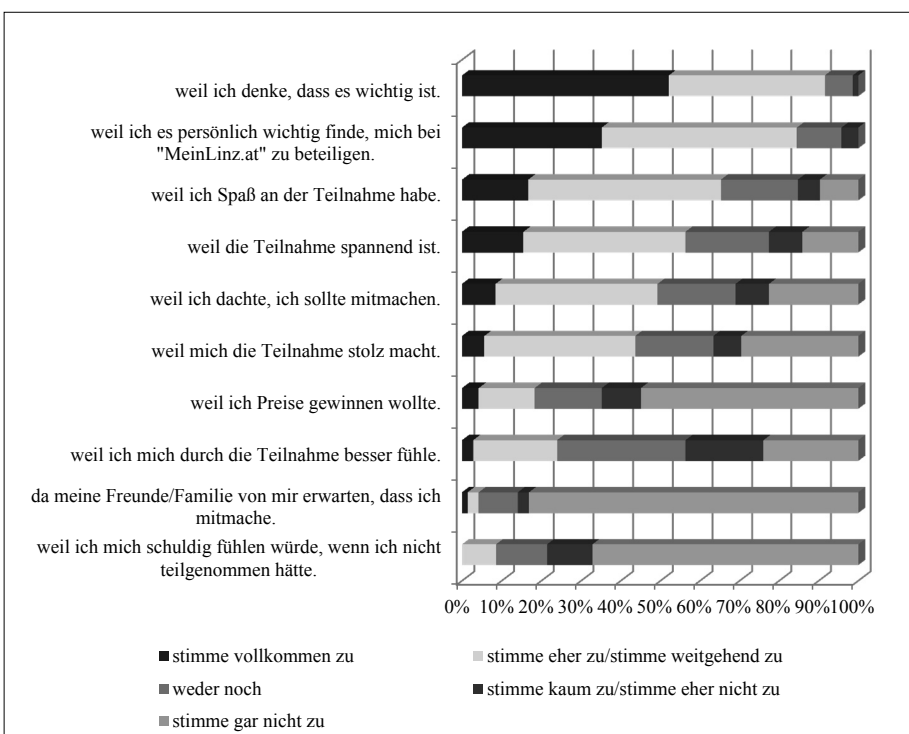 weil ich denke, dass es wichtig ist.
weil ich es persönlich wichtig finde, mich bei
"MeinLinz.at" zu beteiligen.
weil ich Spaß an der Teilnahme habe.
weil die Teilnahme spannend ist.
weil ich dachte, ich sollte mitmachen.
weil mich die Teilnahme stolz macht.
weil ich Preise gewinnen wollte.
weil ich mich durch die Teilnahme besser fühle.
da meine Freunde/Familie von mir erwarten, dass ich
mitmache.
weil ich mich schuldig fühlen würde, wenn ich nicht
teilgenommen hätte.
0% 10% 20% 30% 40% 50% 60% 70% 80% 90%100%
stimme vollkommen zu
stimme eher zu/stimme weitgehend zu
weder noch
stimme kaum zu/stimme eher nicht zu
stimme gar nicht zu